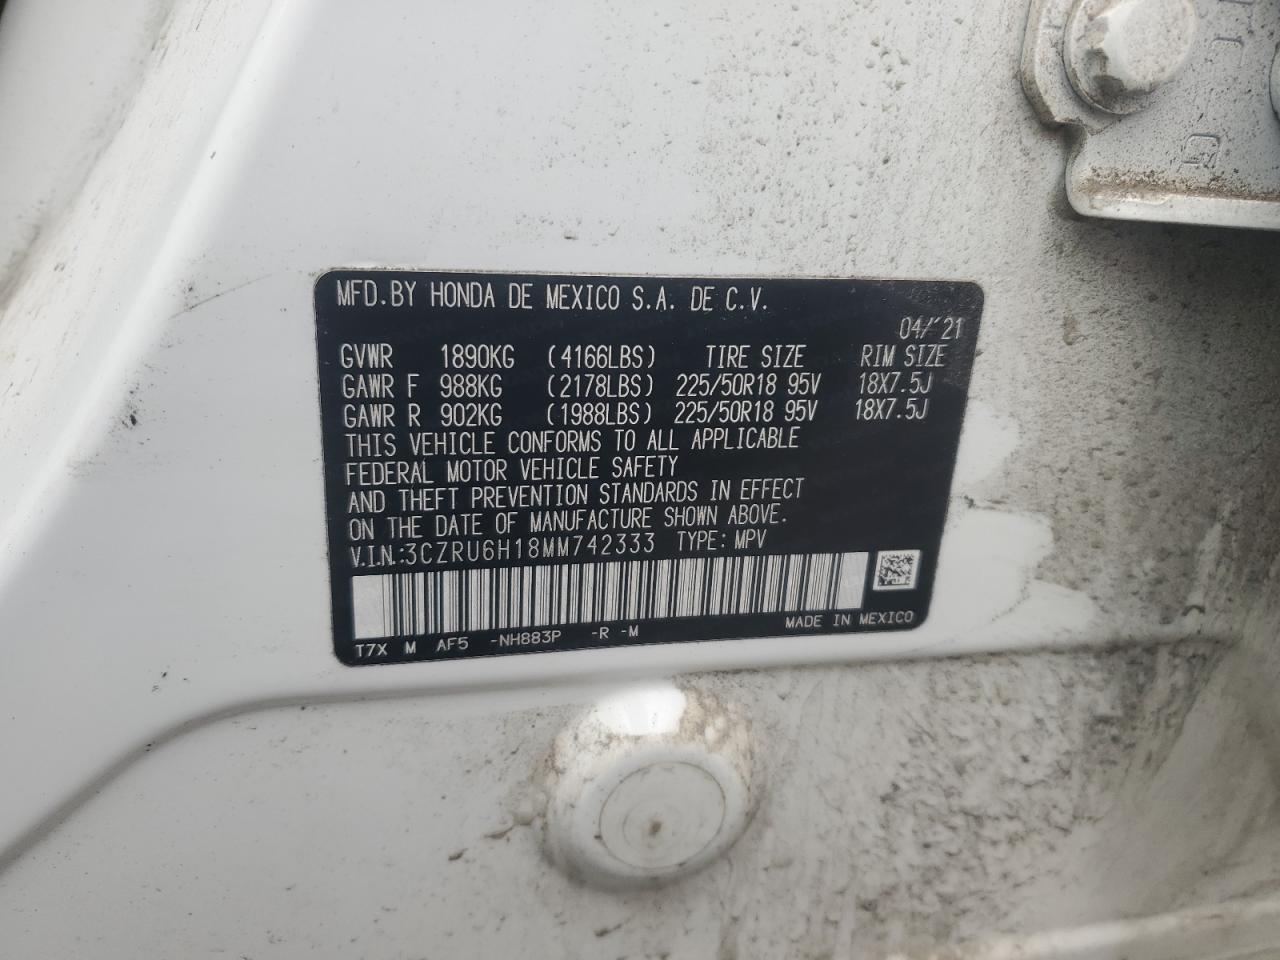 MFD.BY HONDA DE MEXICO S.A. DE C.V.
04/'21
GVWR 1890KG (4166LBS) TIRE SIZE RIM SIZE
GAWR F 988KG (2178LBS) 225/50R18 95V 18X7.5J
GAWR R 902KG (1988LBS) 225/50R18 95V 18X7.5J
THIS VEHICLE CONFORMS TO ALL APPLICABLE
FEDERAL MOTOR VEHICLE SAFETY
AND THEFT PREVENTION STANDARDS IN EFFECT
ON THE DATE OF MANUFACTURE SHOWN ABOVE.
V.I.N.:3CZRU6H18MM742333 TYPE: MPV
MADE IN MEXICO
T7X M AF5 -NH883P -R -M